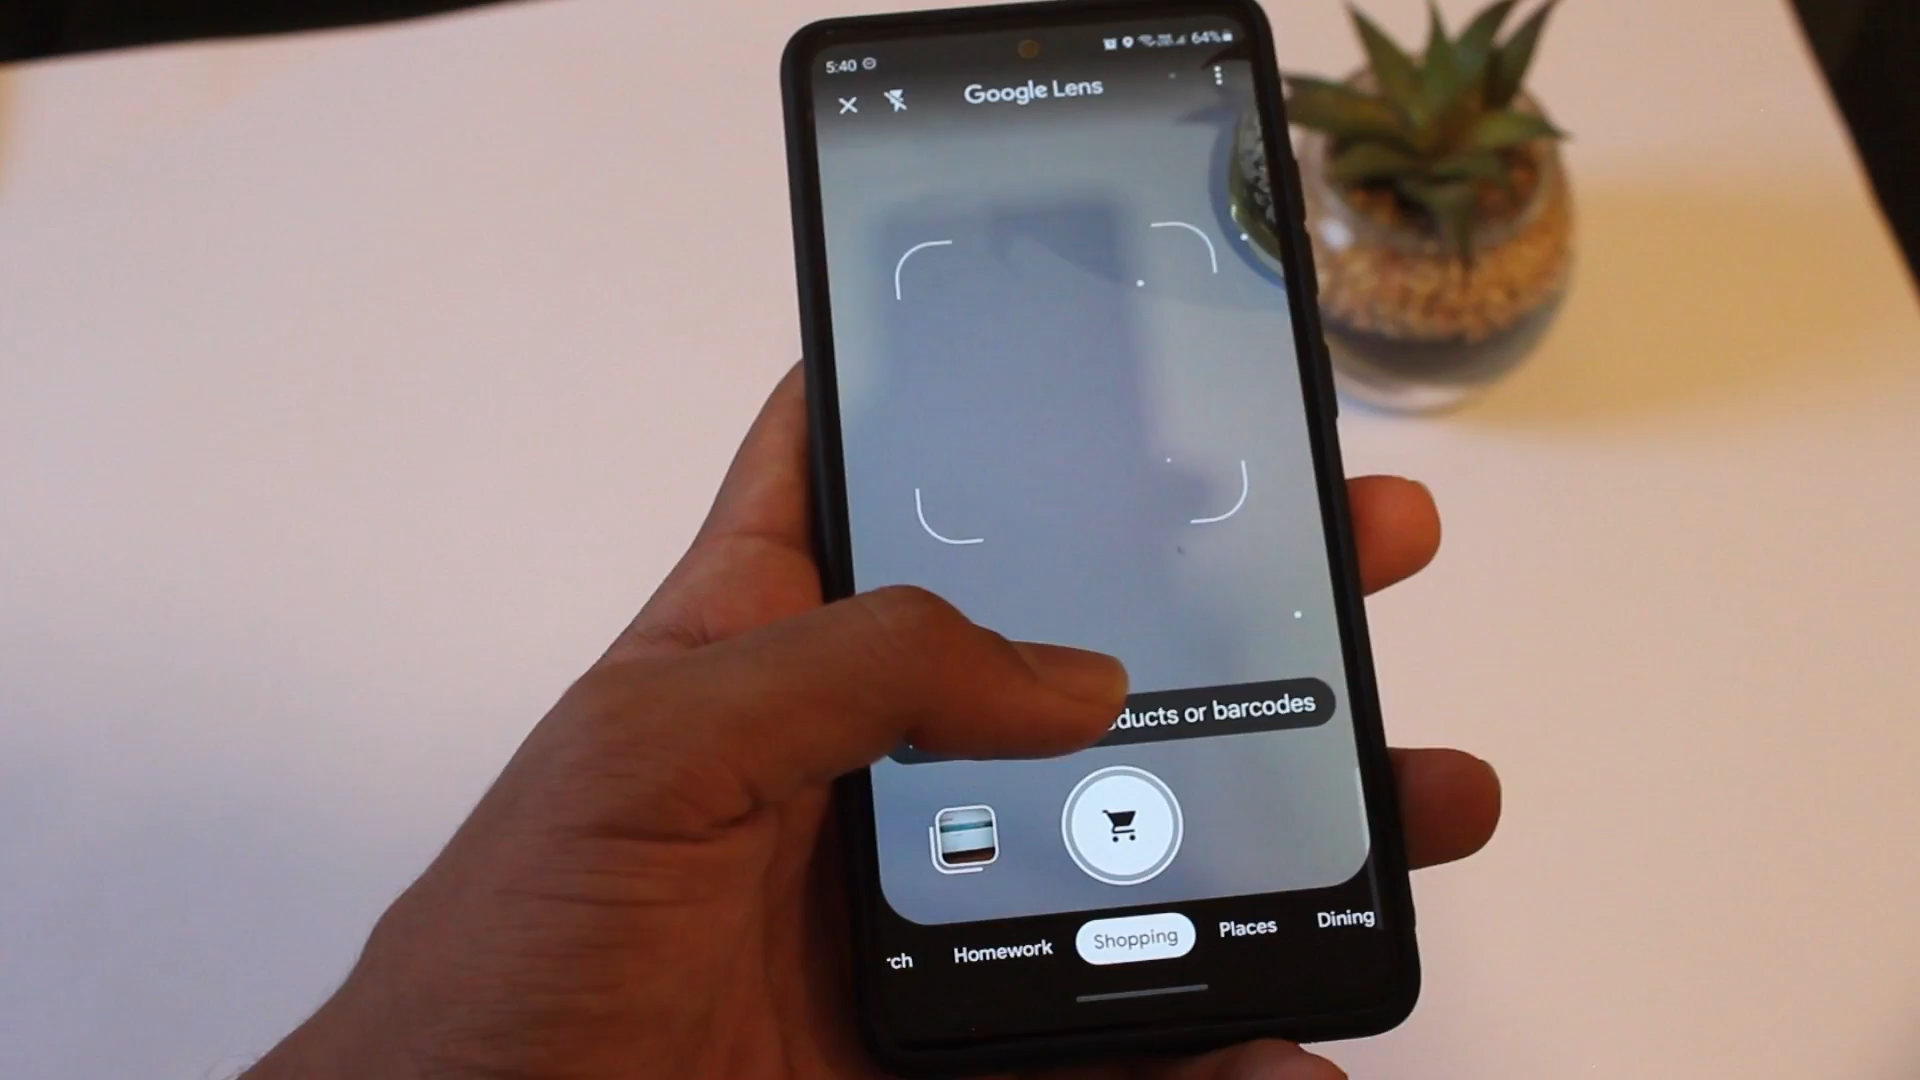 5:40
64%
Google Lens
ducts or barcodes
rch
Homework
Shopping
Places
Dining